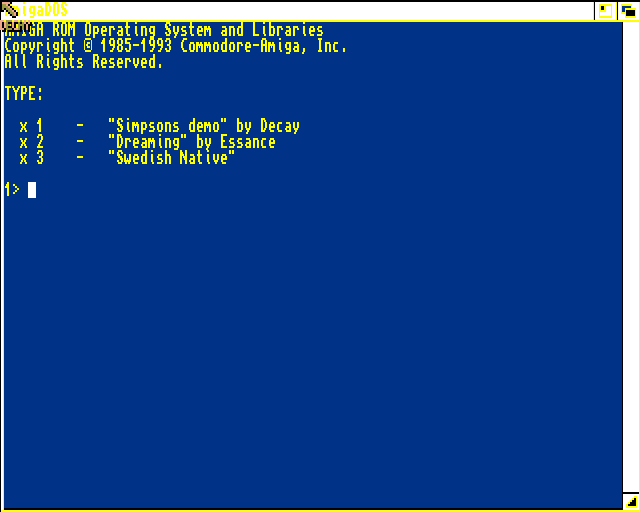 AmigaDOS
AMIGA ROM Operating System and Libraries
Copyright © 1985-1993 Commodore-Amiga, Inc.
All Rights Reserved.
TYPE:
x 1 - "Simpsons demo" by Decay
x 2 - "Dreaming" by Essance
x 3 - "Swedish Native"
1>